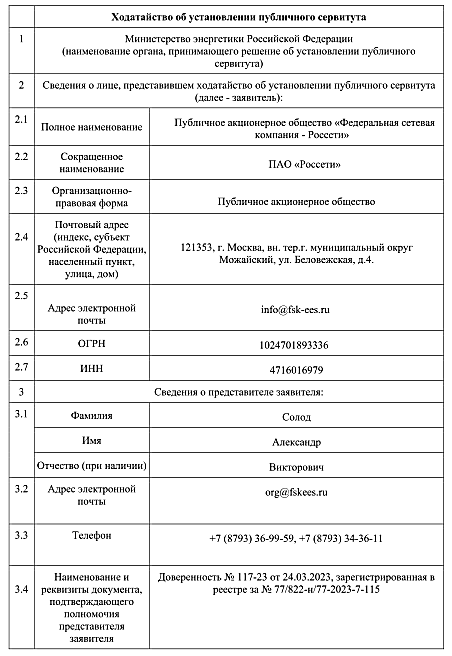 Ходатайство об установлении публичного сервитута
1
Министерство энергетики Российской Федерации
(наименование органа, принимающего решение об установлении публичного
сервитута)
2
Сведения о лице, представившем ходатайство об установлении публичного сервитута
(далее - заявитель):
2.1
Полное наименование
Публичное акционерное общество «Федеральная сетевая
компания - Россети»
2.2
Сокращенное
наименование
ПАО «Россети»
2.3
Организационно-
правовая форма
Публичное акционерное общество
2.4
Почтовый адрес
(индекс, субъект
Российской Федерации,
населенный пункт,
улица, дом)
121353, г. Москва, вн. тер.г. муниципальный округ
Можайский, ул. Беловежская, д.4.
2.5
Адрес электронной
почты
info@fsk-ees.ru
2.6
ОГРН
1024701893336
2.7
ИНН
4716016979
3
Сведения о представителе заявителя:
3.1
Фамилия
Солод
Имя
Александр
Отчество (при наличии)
Викторович
3.2
Адрес электронной
почты
org@fskees.ru
3.3
Телефон
+7 (8793) 36-99-59, +7 (8793) 34-36-11
3.4
Наименование и
реквизиты документа,
подтверждающего
полномочия
представителя
заявителя
Доверенность № 117-23 от 24.03.2023, зарегистрированная в
реестре за № 77/822-н/77-2023-7-115